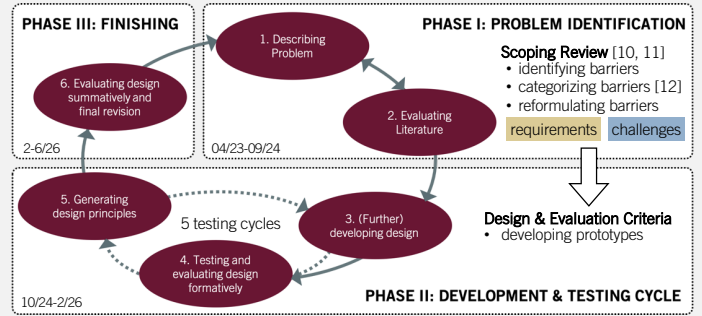 PHASE III: FINISHING
PHASE I: PROBLEM IDENTIFICATION
1. Describing
Problem
Scoping Review [10, 11]
• identifying barriers
• categorizing barriers [12]
• reformulating barriers
requirements challenges
6. Evaluating design
summatively and
final revision
2. Evaluating
Literature
2-6/26
04/23-09/24
5. Generating
design principles
5 testing cycles
3. (Further)
developing design
Design & Evaluation Criteria
• developing prototypes
4. Testing and
evaluating design
formatively
10/24-2/26
PHASE II: DEVELOPMENT & TESTING CYCLE